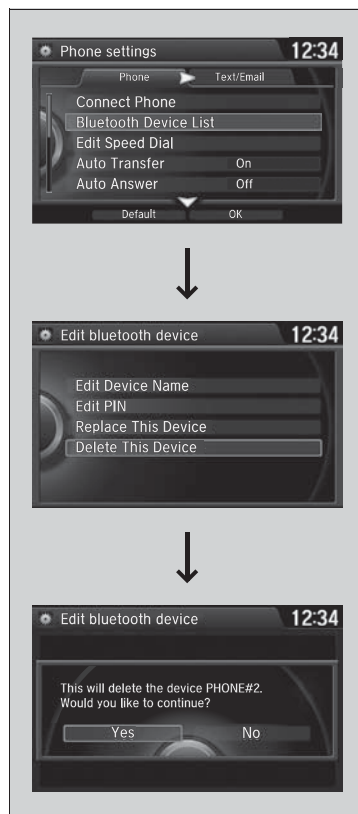 Phone settings 12:34
Phone Text/Email
Connect Phone
Bluetooth Device List
Edit Speed Dial
Auto Transfer On
Auto Answer Off
Default OK
Edit bluetooth device 12:34
Edit Device Name
Edit PIN
Replace This Device
Delete This Device
Edit bluetooth device 12:34
This will delete the device PHONE#2.
Would you like to continue?
Yes No